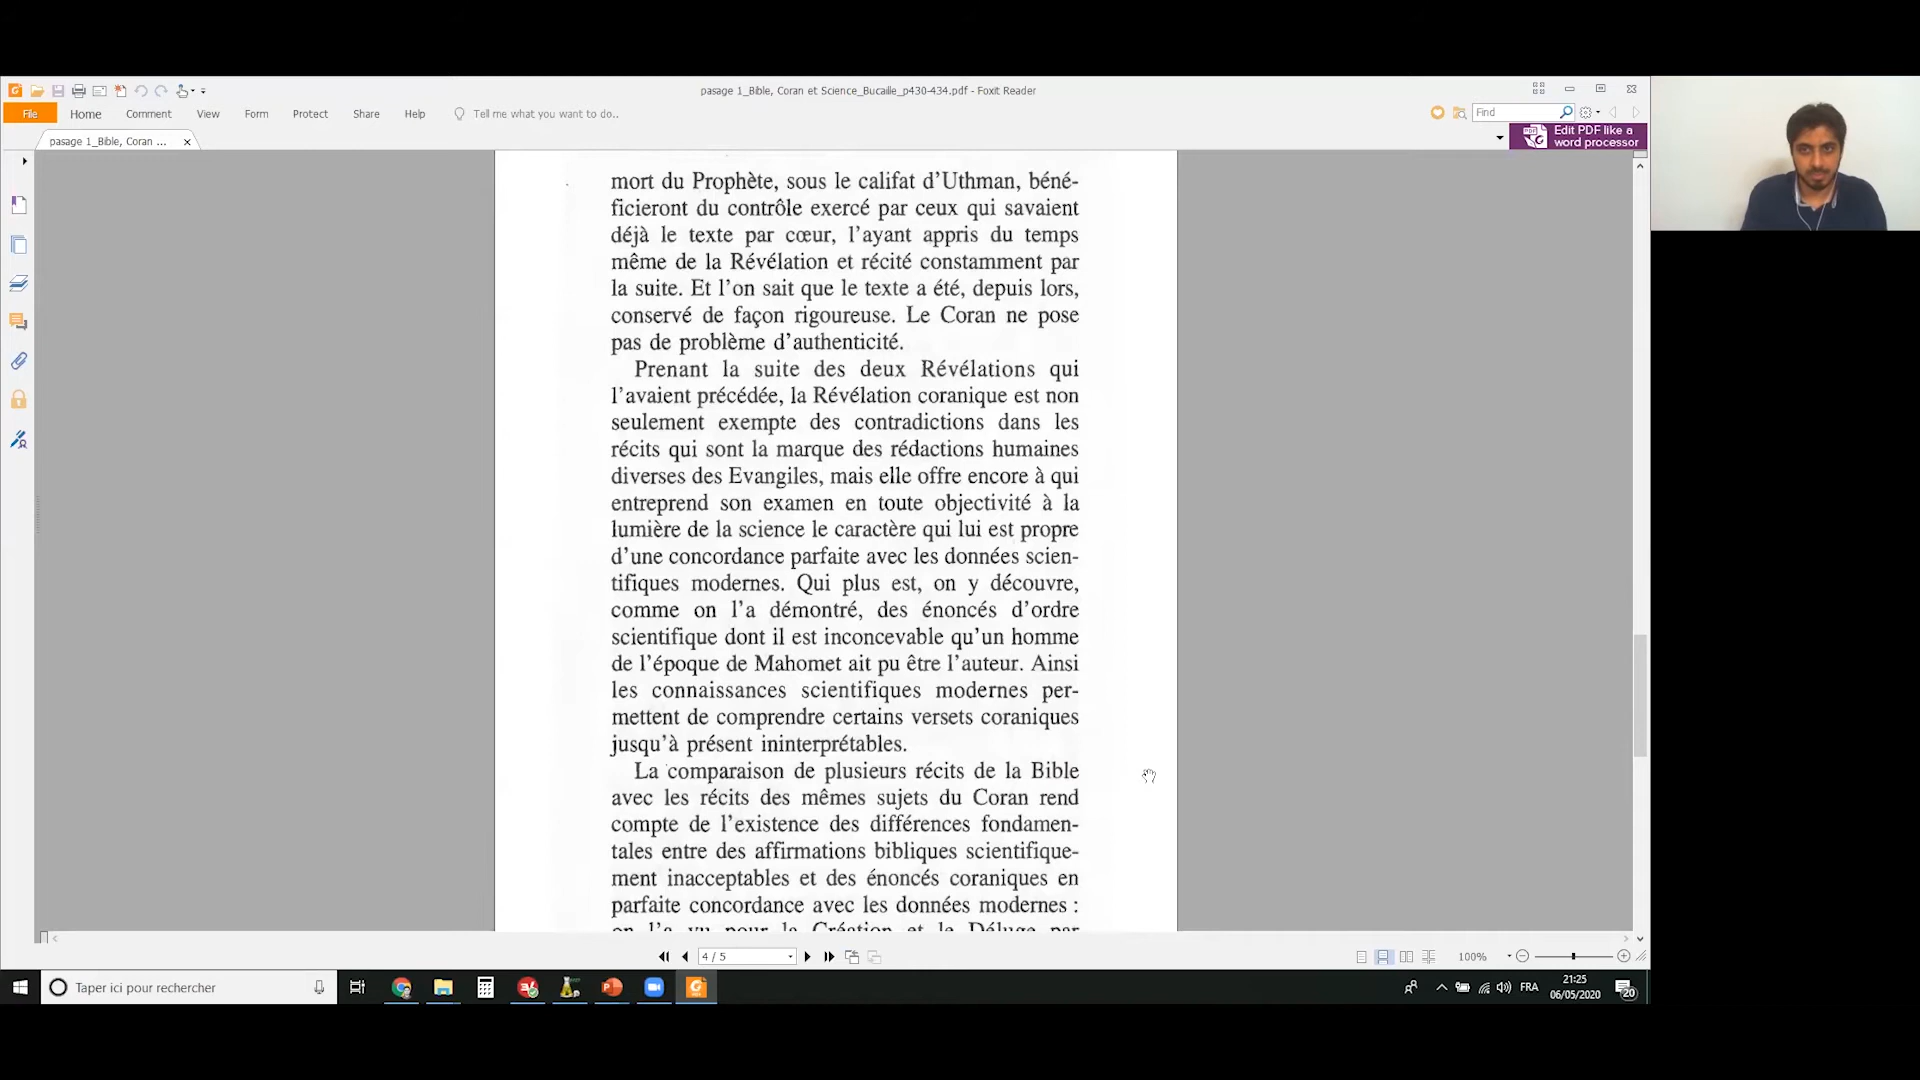 pasage 1_Bible, Coran et Science_Bucaille_p430-434.pdf - Foxit Reader
File Home Comment View Form Protect Share Help Tell me what you want to do.. Find
pasage 1_Bible, Coran ...
Edit PDF like a
word processor
mort du Prophète, sous le califat d'Uthman, béné-
ficieront du contrôle exercé par ceux qui savaient
déjà le texte par cœur, l'ayant appris du temps
même de la Révélation et récité constamment par
la suite. Et l'on sait que le texte a été, depuis lors,
conservé de façon rigoureuse. Le Coran ne pose
pas de problème d'authenticité.
Prenant la suite des deux Révélations qui
l'avaient précédée, la Révélation coranique est non
seulement exempte des contradictions dans les
récits qui sont la marque des rédactions humaines
diverses des Evangiles, mais elle offre encore à qui
entreprend son examen en toute objectivité à la
lumière de la science le caractère qui lui est propre
d'une concordance parfaite avec les données scien-
tifiques modernes. Qui plus est, on y découvre,
comme on l'a démontré, des énoncés d'ordre
scientifique dont il est inconcevable qu'un homme
de l'époque de Mahomet ait pu être l'auteur. Ainsi
les connaissances scientifiques modernes per-
mettent de comprendre certains versets coraniques
jusqu'à présent ininterprétables.
La comparaison de plusieurs récits de la Bible
avec les récits des mêmes sujets du Coran rend
compte de l'existence des différences fondamen-
tales entre des affirmations bibliques scientifique-
ment inacceptables et des énoncés coraniques en
parfaite concordance avec les données modernes :
on l'a vu pour la Création et le Déluge par
4 / 5
100%
Taper ici pour rechercher
FRA
21:25
06/05/2020
20